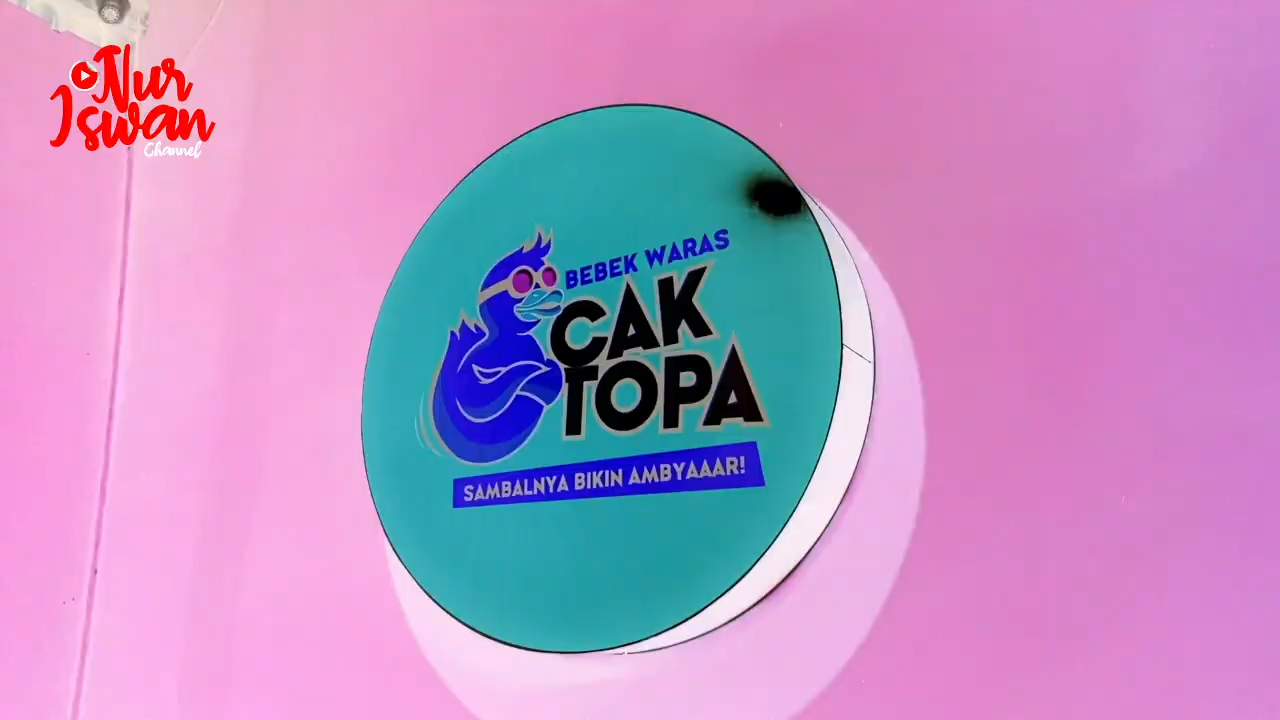 Nur
Iswan
Channel
BEBEK WARAS
CAK
TOPA
SAMBALNYA BIKIN AMBYAAAR!